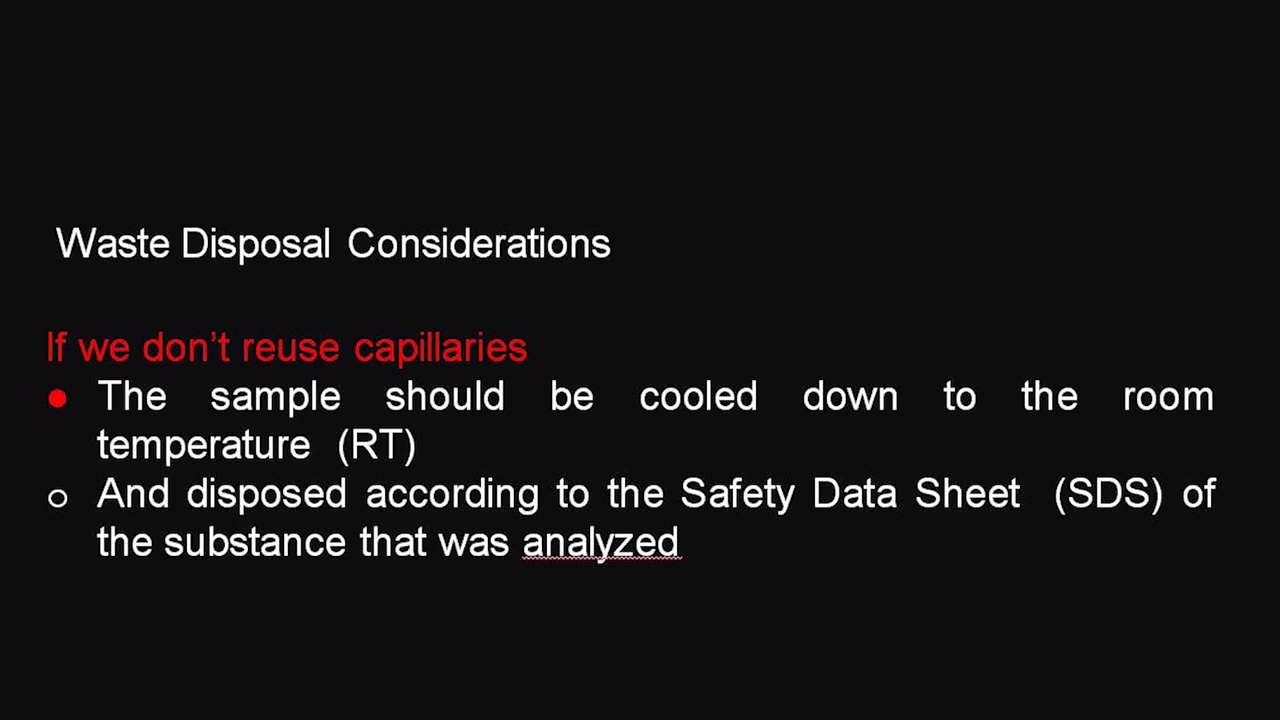 Waste Disposal Considerations
If we don't reuse capillaries
● The sample should be cooled down to the room
temperature (RT)
○ And disposed according to the Safety Data Sheet (SDS) of
the substance that was analyzed